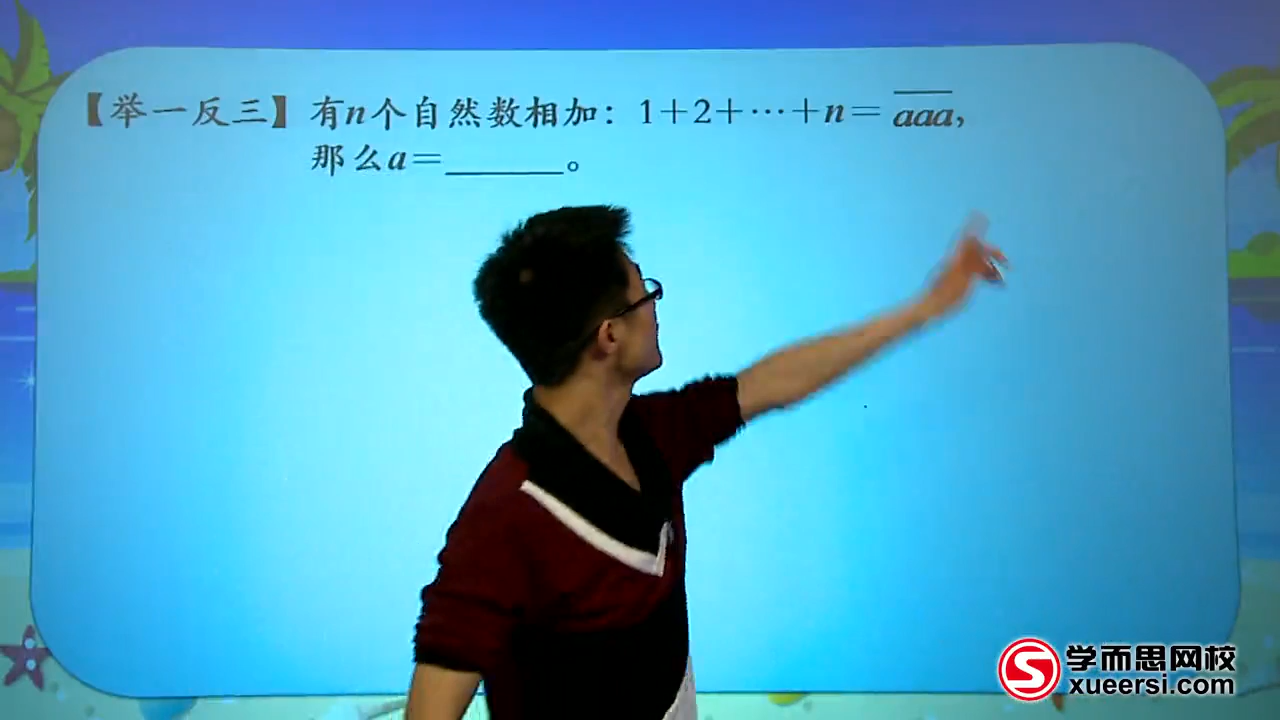 【举一反三】有n个自然数相加：1+2+…+n= aaa，
那么a=______。
学而思网校
xueersi.com